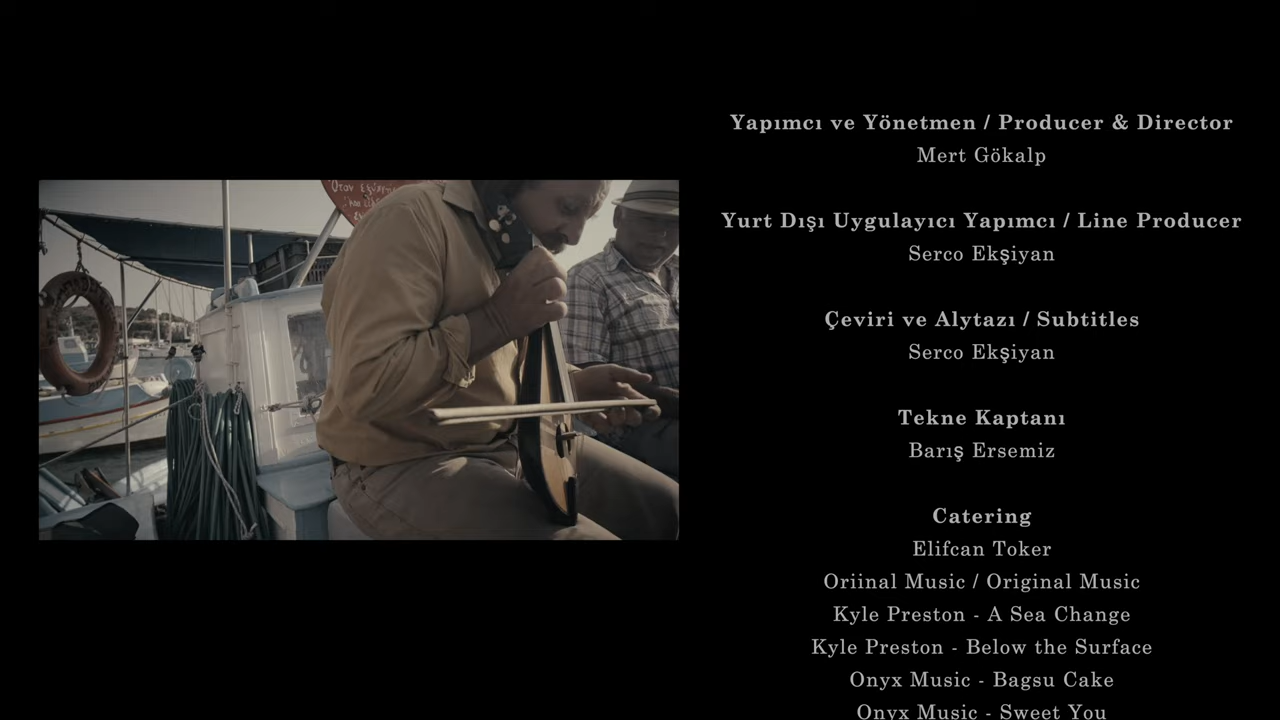 Yapımcı ve Yönetmen / Producer & Director
Mert Gökalp
Yurt Dışı Uygulayıcı Yapımcı / Line Producer
Serco Ekşiyan
Çeviri ve Alytazı / Subtitles
Serco Ekşiyan
Tekne Kaptanı
Barış Ersemiz
Catering
Elifcan Toker
Oriinal Music / Original Music
Kyle Preston - A Sea Change
Kyle Preston - Below the Surface
Onyx Music - Bagsu Cake
Onyx Music - Sweet You